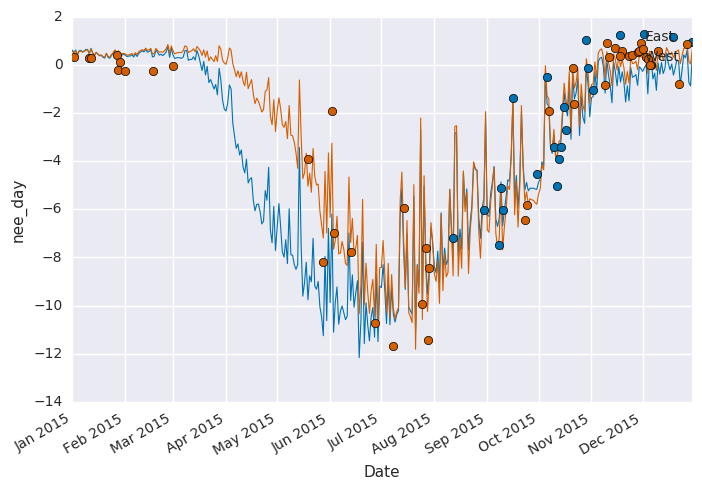 2
0
−2
−4
−6
−8
−10
−12
−14
nee_day
East
West
Jan 2015
Feb 2015
Mar 2015
Apr 2015
May 2015
Jun 2015
Jul 2015
Aug 2015
Sep 2015
Oct 2015
Nov 2015
Dec 2015
Date